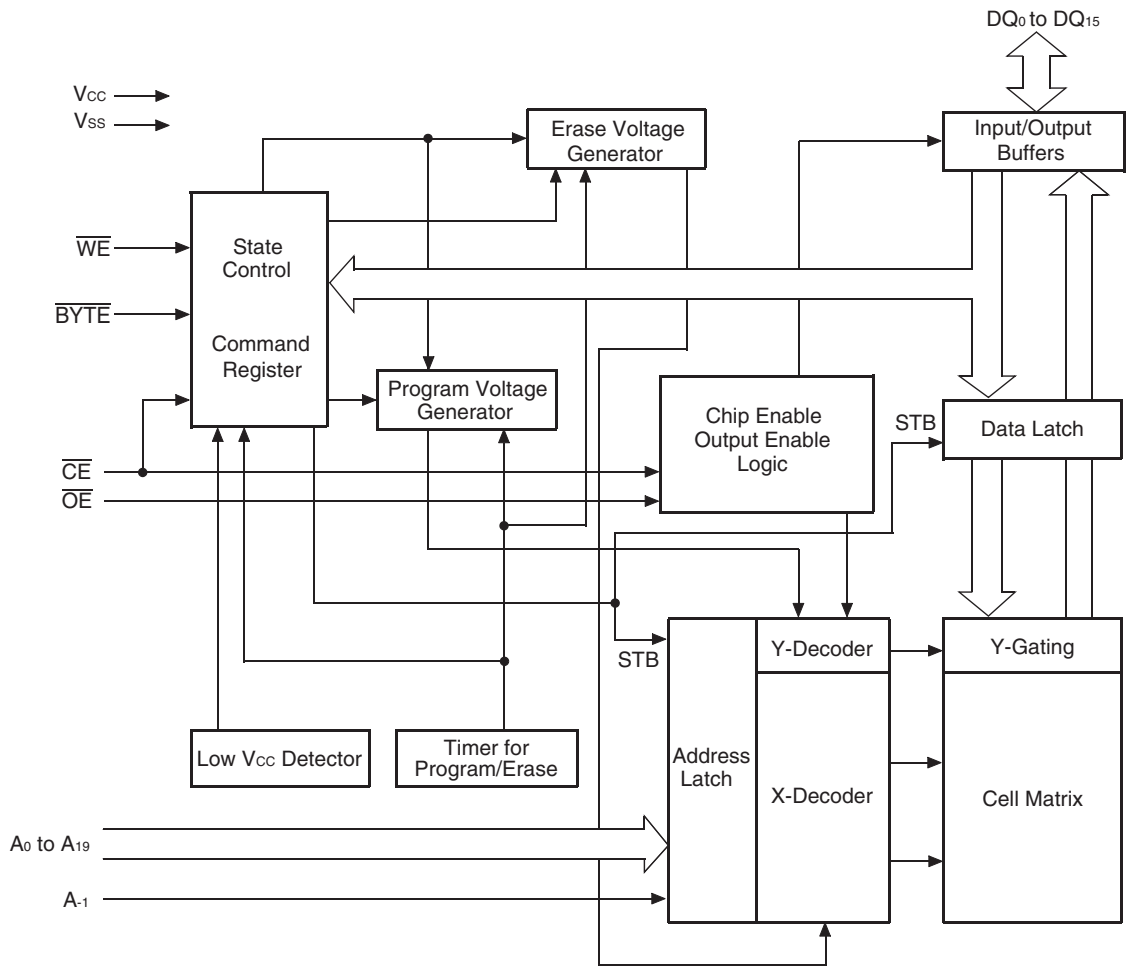 DQ0 to DQ15
VCC
VSS
Erase Voltage
Generator
Input/Output
Buffers
WE
State
Control
BYTE
Command
Register
Program Voltage
Generator
Chip Enable
Output Enable
Logic
STB
Data Latch
CE
OE
STB
Y-Decoder
Y-Gating
Low VCC Detector
Timer for
Program/Erase
Address
Latch
X-Decoder
Cell Matrix
A0 to A19
A-1